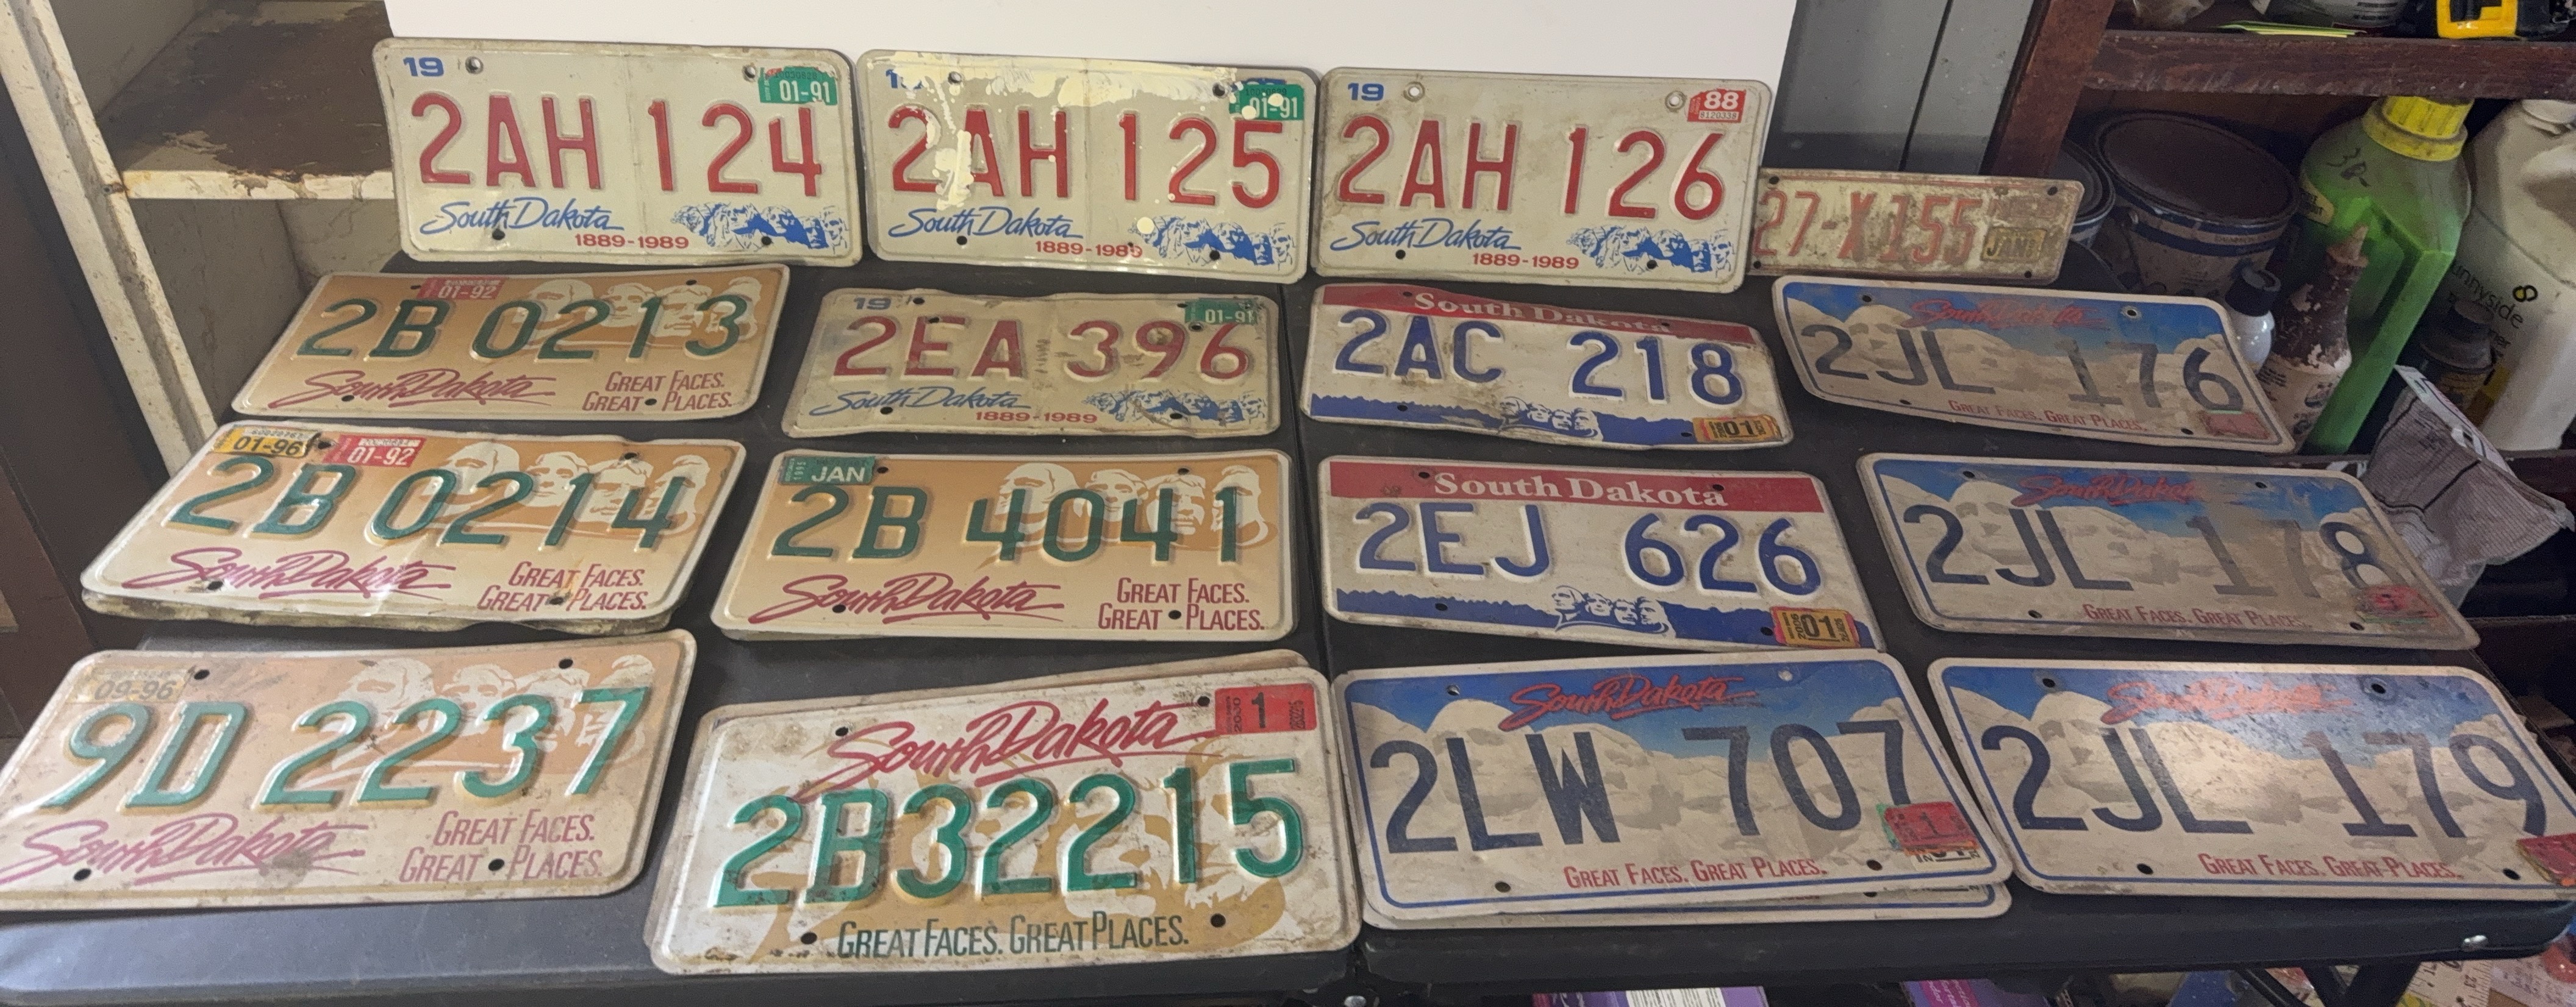 19
01-91
2AH 124
South Dakota
1889-1989
01-91
2AH 125
South Dakota
1889-1989
19
88
8120338
2AH 126
South Dakota
1889-1989
27-X155
JAN
01-92
2B 0213
South Dakota
GREAT FACES.
GREAT PLACES.
19
01-91
2EA 396
South Dakota
1889-1989
South Dakota
2AC 218
01
South Dakota
2JL 176
GREAT FACES. GREAT PLACES.
30-
01-96
01-92
2B 0214
South Dakota
GREAT FACES.
GREAT PLACES.
JAN
2B 4041
South Dakota
GREAT FACES.
GREAT PLACES.
South Dakota
2EJ 626
01
South Dakota
2JL 178
GREAT FACES. GREAT PLACES.
09-96
9D 2237
South Dakota
GREAT FACES.
GREAT PLACES.
South Dakota
1
2B32215
GREAT FACES. GREAT PLACES.
South Dakota
2LW 707
1
GREAT FACES. GREAT PLACES.
South Dakota
2JL 179
GREAT FACES. GREAT PLACES.